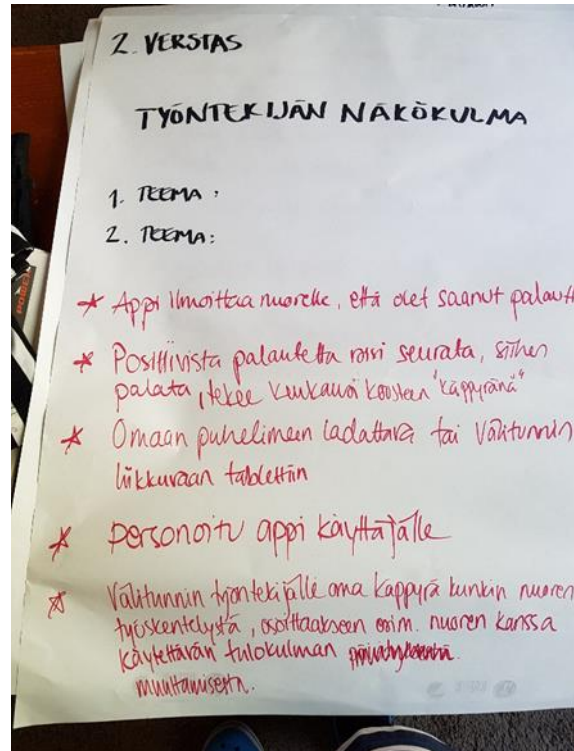 2. VERSTAS
TYÖNTEKIJÄN NÄKÖKULMA
1. TEEMA :
2. TEEMA:
* Appi ilmoittaa nuorelle, että olet saanut palautt
* Positiivista palautetta voi seurata, siihen
palata, tekee kuukausi koosteen "käppyränä"
* Omaan puhelimeen ladattava tai Välitunnin
liikkuvaan tablettiin
* personoitu appi käyttäjälle
* Välitunnin työntekijälle oma käppyrä kunkin nuoren
työskentelystä, osoittaakseen esim. nuoren kanssa
käytettävän tulokulman
muuttamisesta.